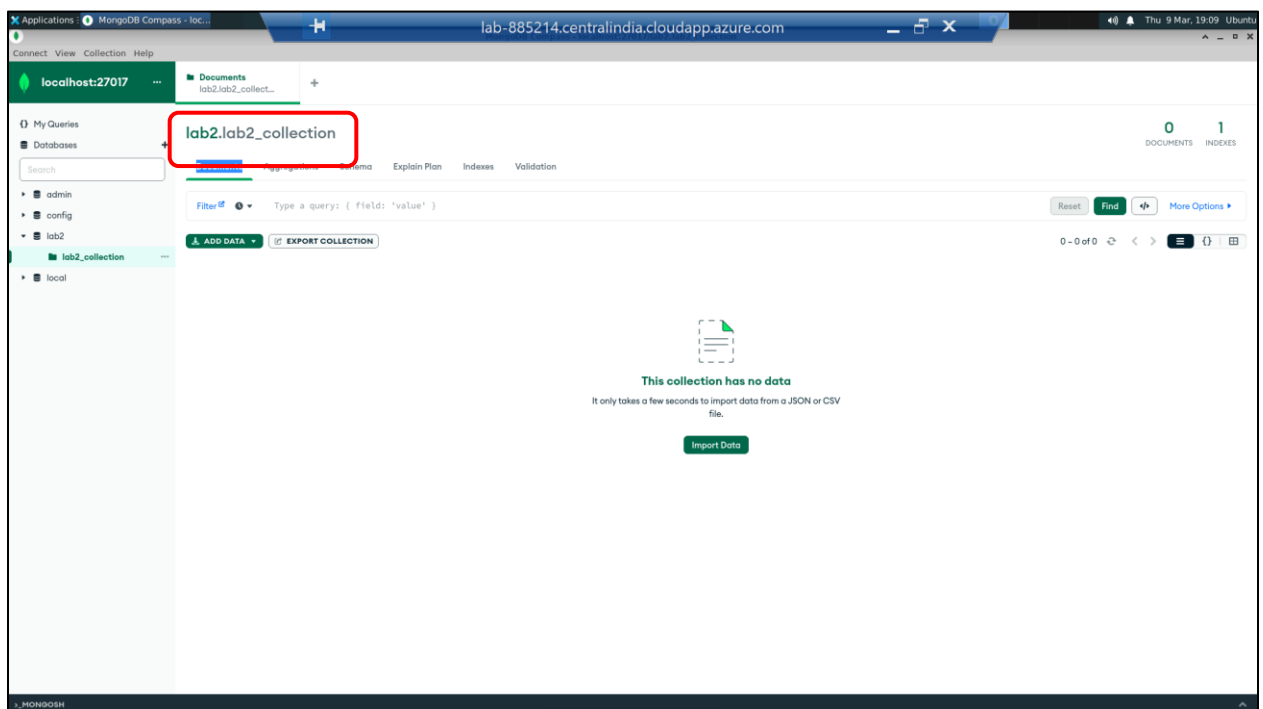 Applications : MongoDB Compass - loc...
lab-885214.centralindia.cloudapp.azure.com
Thu 9 Mar, 19:09 Ubuntu
Connect View Collection Help
localhost:27017 ...
Documents
lab2.lab2_collect...
+
{} My Queries
Databases +
Search
admin
config
lab2
lab2_collection ...
local
lab2.lab2_collection
0 1
DOCUMENTS INDEXES
Explain Plan Indexes Validation
Filter Type a query: { field: 'value' } Reset Find </> More Options
ADD DATA EXPORT COLLECTION 0 - 0 of 0 < > {}
This collection has no data
It only takes a few seconds to import data from a JSON or CSV
file.
Import Data
>_MONGOSH